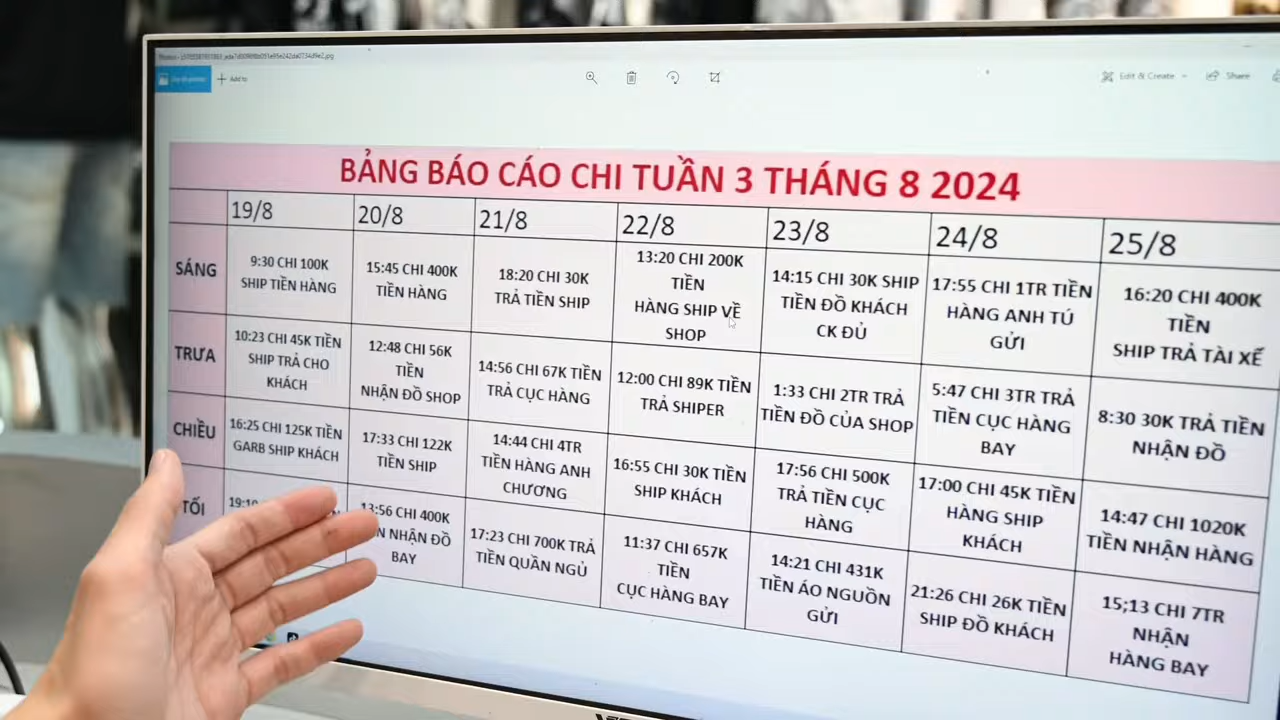 Add to
Edit & Create
Share
BẢNG BÁO CÁO CHI TUẦN 3 THÁNG 8 2024
19/8 20/8 21/8 22/8 23/8 24/8 25/8
SÁNG
9:30 CHI 100K
SHIP TIỀN HÀNG
15:45 CHI 400K
TIỀN HÀNG
18:20 CHI 30K
TRẢ TIỀN SHIP
13:20 CHI 200K
TIỀN
HÀNG SHIP VỀ
SHOP
14:15 CHI 30K SHIP
TIỀN ĐỒ KHÁCH
CK ĐỦ
17:55 CHI 1TR TIỀN
HÀNG ANH TÚ
GỬI
16:20 CHI 400K
TIỀN
SHIP TRẢ TÀI XẾ
TRƯA
10:23 CHI 45K TIỀN
SHIP TRẢ CHO
KHÁCH
12:48 CHI 56K
TIỀN
NHẬN ĐỒ SHOP
14:56 CHI 67K TIỀN
TRẢ CỤC HÀNG
12:00 CHI 89K TIỀN
TRẢ SHIPER
1:33 CHI 2TR TRẢ
TIỀN ĐỒ CỦA SHOP
5:47 CHI 3TR TRẢ
TIỀN CỤC HÀNG
BAY
8:30 30K TRẢ TIỀN
NHẬN ĐỒ
CHIỀU
16:25 CHI 125K TIỀN
GARB SHIP KHÁCH
17:33 CHI 122K
TIỀN SHIP
14:44 CHI 4TR
TIỀN HÀNG ANH
CHƯƠNG
16:55 CHI 30K TIỀN
SHIP KHÁCH
17:56 CHI 500K
TRẢ TIỀN CỤC
HÀNG
17:00 CHI 45K TIỀN
HÀNG SHIP
KHÁCH
14:47 CHI 1020K
TIỀN NHẬN HÀNG
TỐI
CHI 400K
NHẬN ĐỒ
BAY
17:23 CHI 700K TRẢ
TIỀN QUẦN NGỦ
11:37 CHI 657K
TIỀN
CỤC HÀNG BAY
14:21 CHI 431K
TIỀN ÁO NGUỒN
GỬI
21:26 CHI 26K TIỀN
SHIP ĐỒ KHÁCH
15;13 CHI 7TR
NHẬN
HÀNG BAY